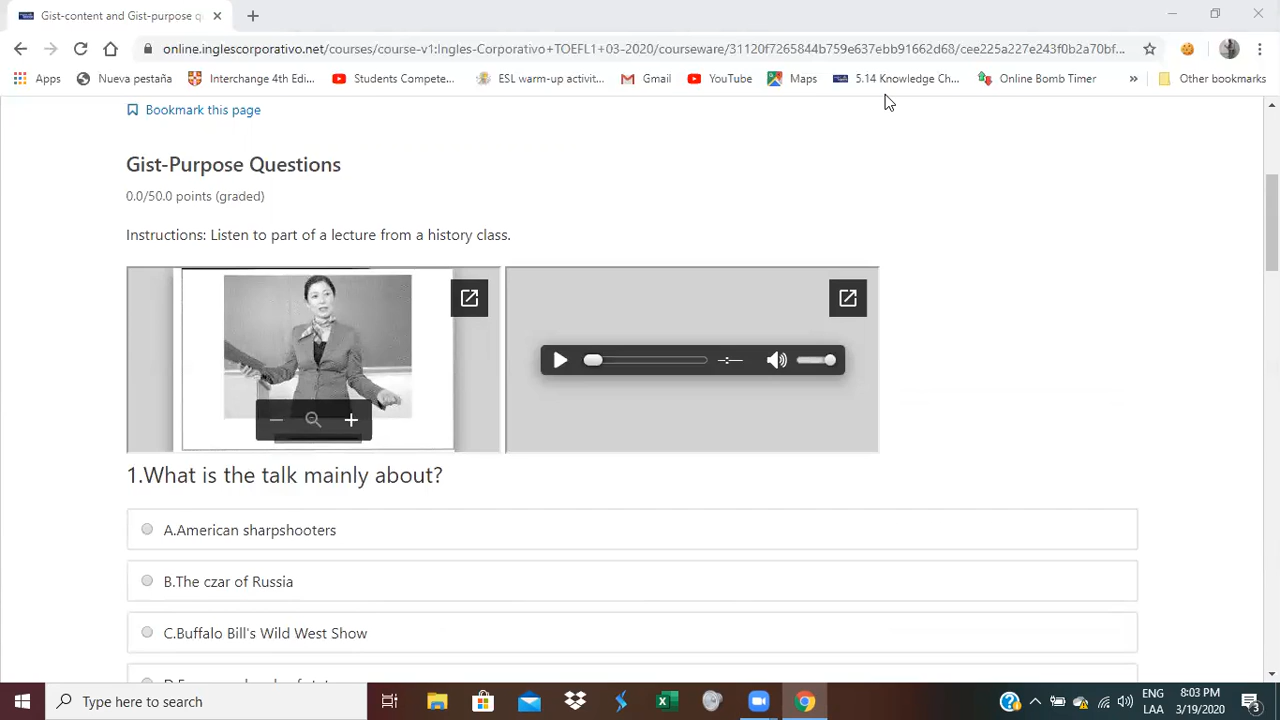 Gist-content and Gist-purpose q
online.inglescorporativo.net/courses/course-v1:Ingles-Corporativo+TOEFL1+03-2020/courseware/31120f7265844b759e637ebb91662d68/cee225a227e243f0b2a70bf...
Apps Nueva pestaña Interchange 4th Edi... Students Compete... ESL warm-up activit... Gmail YouTube Maps 5.14 Knowledge Ch... Online Bomb Timer » Other bookmarks
Bookmark this page
Gist-Purpose Questions
0.0/50.0 points (graded)
Instructions: Listen to part of a lecture from a history class.
1.What is the talk mainly about?
A.American sharpshooters
B.The czar of Russia
C.Buffalo Bill's Wild West Show
Type here to search
ENG 8:03 PM
LAA 3/19/2020 3